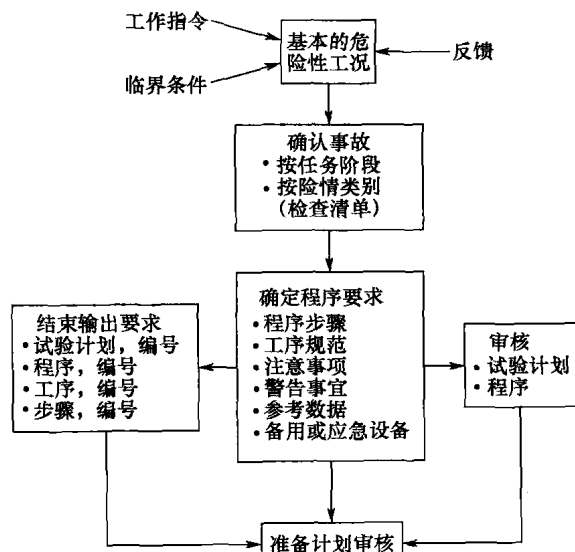 工作指令
临界条件
基本的危
险性工况
反馈
确认事故
•按任务阶段
•按险情类别
(检查清单)
结束输出要求
•试验计划，编号
•程序，编号
•工序，编号
•步骤，编号
确定程序要求
•程序步骤
•工序规范
•注意事项
•警告事宜
•参考数据
•备用或应急设备
审核
•试验计划
•程序
准备计划审核